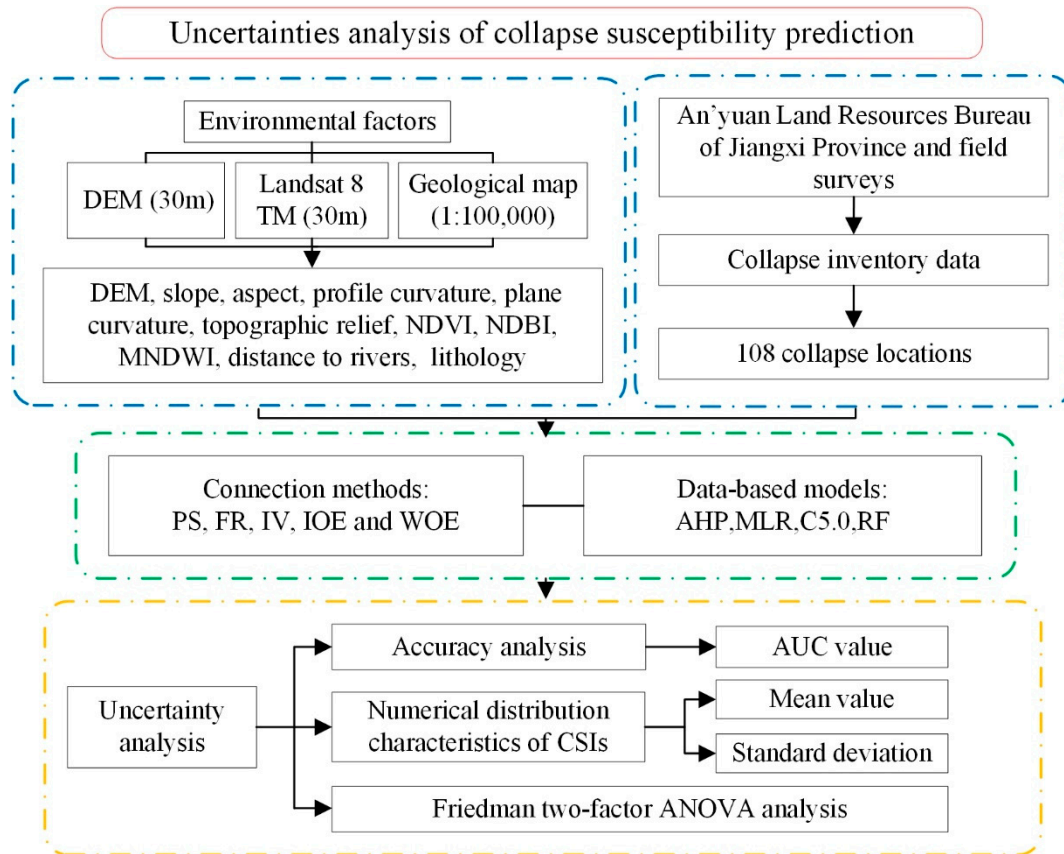 Uncertainties analysis of collapse susceptibility prediction
Environmental factors
DEM (30m)
Landsat 8
TM (30m)
Geological map
(1:100,000)
DEM, slope, aspect, profile curvature, plane
curvature, topographic relief, NDVI, NDBI,
MNDWI, distance to rivers, lithology
An’yuan Land Resources Bureau
of Jiangxi Province and field
surveys
Collapse inventory data
108 collapse locations
Connection methods:
PS, FR, IV, IOE and WOE
Data-based models:
AHP,MLR,C5.0,RF
Uncertainty
analysis
Accuracy analysis
AUC value
Numerical distribution
characteristics of CSIs
Mean value
Standard deviation
Friedman two-factor ANOVA analysis